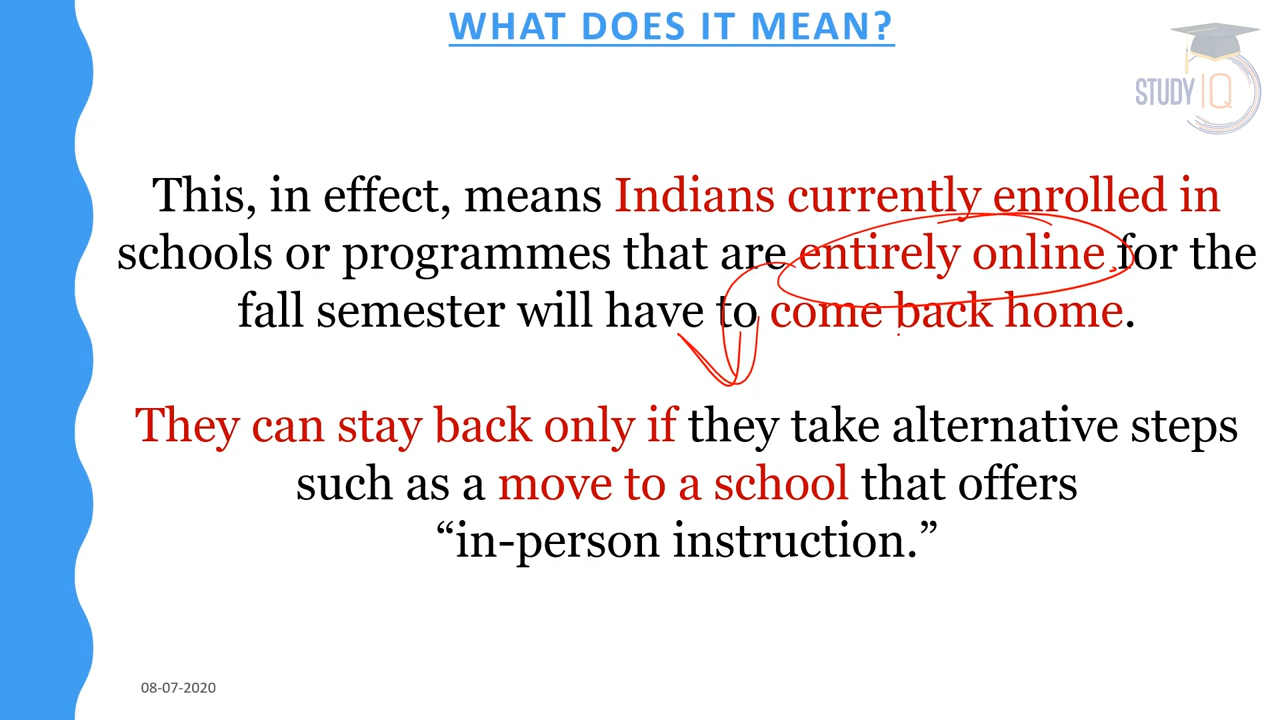 WHAT DOES IT MEAN?
STUDY IQ
This, in effect, means Indians currently enrolled in
schools or programmes that are entirely online for the
fall semester will have to come back home.
They can stay back only if they take alternative steps
such as a move to a school that offers
“in-person instruction.”
08-07-2020